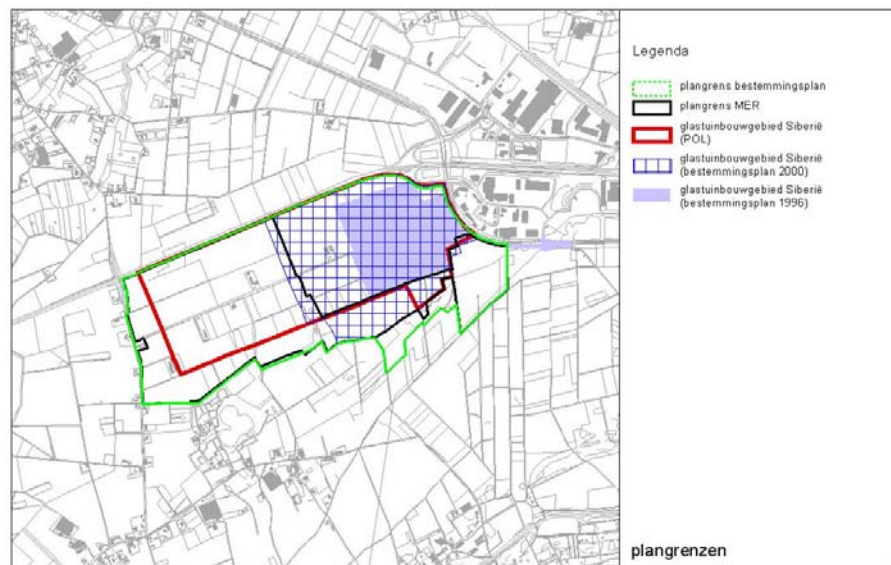 Legenda
plangrens bestemmingsplan
plangrens MER
glastuinbouwgebied Siberië
(POL)
glastuinbouwgebied Siberië
(bestemmingsplan 2000)
glastuinbouwgebied Siberië
(bestemmingsplan 1996)
plangrenzen